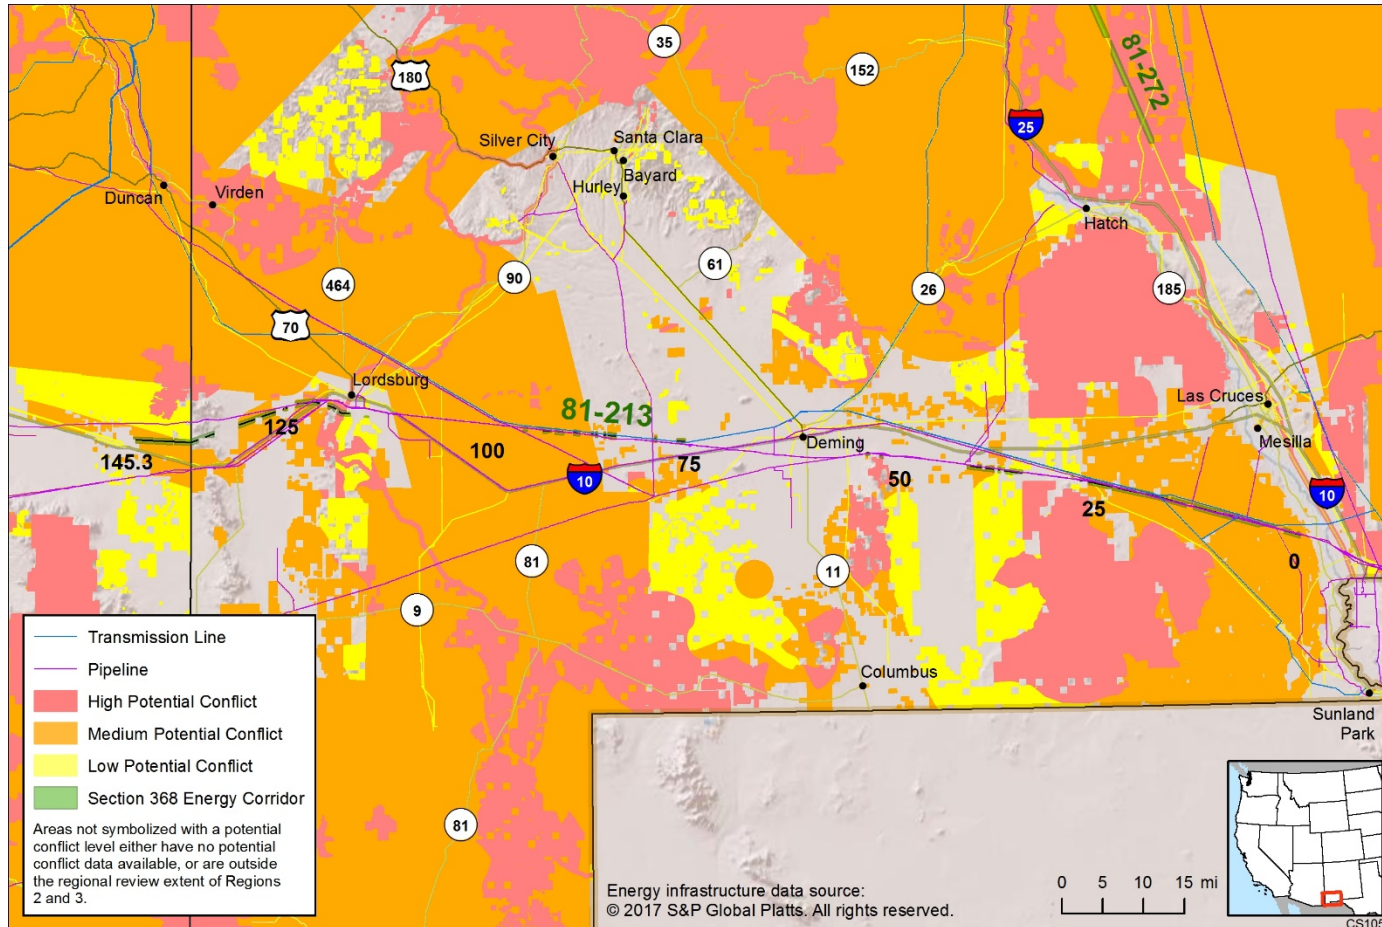 35
180
152
81-272
25
Silver City
Santa Clara
Bayard
Hurley
Duncan
Virden
Hatch
61
90
464
26
185
70
Lordsburg
81-213
Las Cruces
Mesilla
Deming
125
145.3
100
75
50
25
0
10
10
81
11
9
Columbus
Sunland
Park
81
Transmission Line
Pipeline
High Potential Conflict
Medium Potential Conflict
Low Potential Conflict
Section 368 Energy Corridor
Areas not symbolized with a potential
conflict level either have no potential
conflict data available, or are outside
the regional review extent of Regions
2 and 3.
Energy infrastructure data source:
© 2017 S&P Global Platts. All rights reserved.
0 5 10 15 mi
CS105